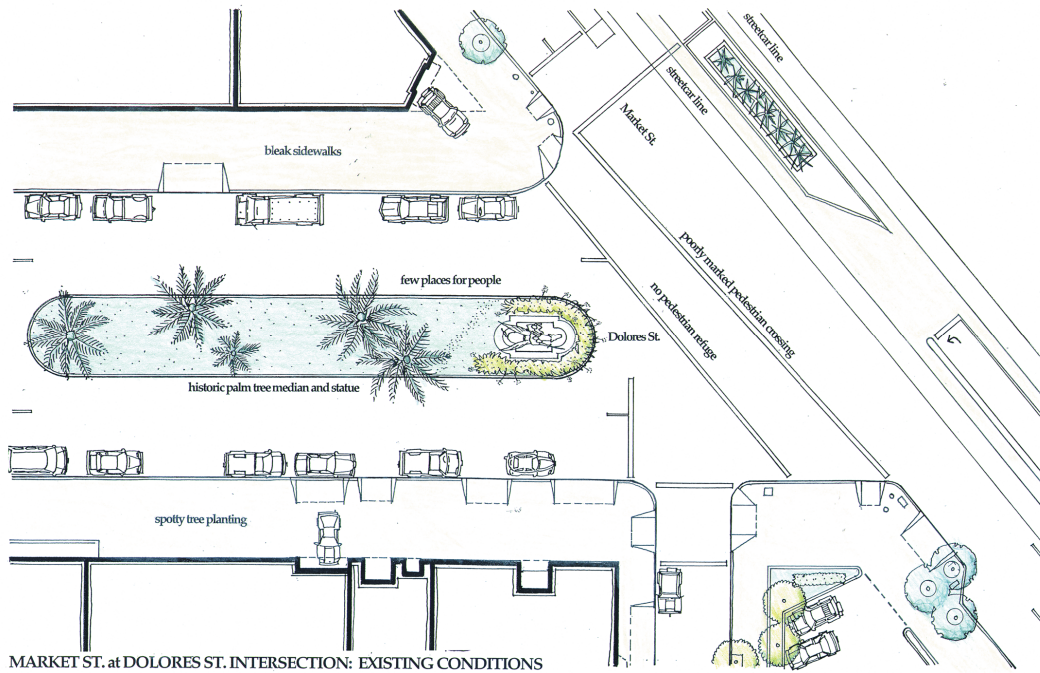 streetcar line
streetcar line
Market St.
bleak sidewalks
poorly marked pedestrian crossing
few places for people
no pedestrian refuge
Dolores St.
historic palm tree median and statue
spotty tree planting
MARKET ST. at DOLORES ST. INTERSECTION: EXISTING CONDITIONS